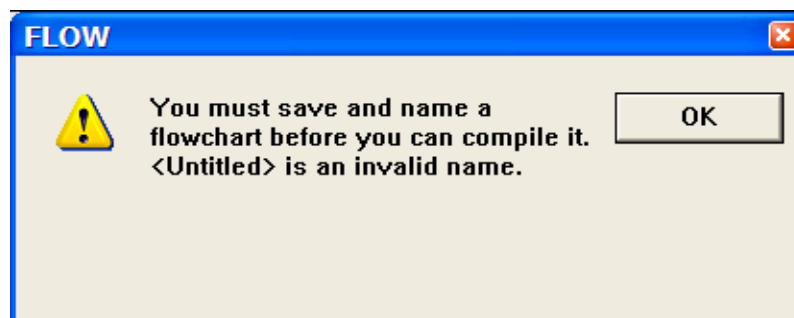 FLOW
You must save and name a
flowchart before you can compile it.
<Untitled> is an invalid name.
OK